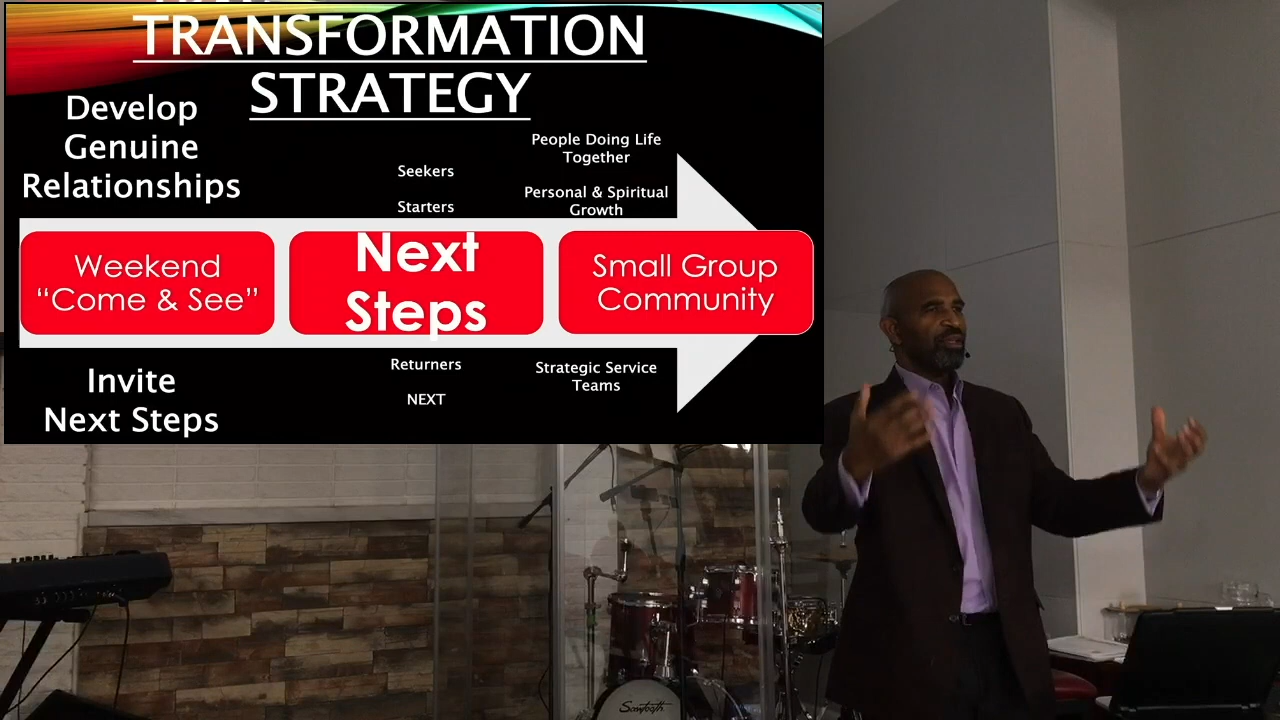 TRANSFORMATION
STRATEGY
Develop
Genuine
Relationships
Seekers
Starters
People Doing Life
Together
Personal & Spiritual
Growth
Weekend
“Come & See”
Next
Steps
Small Group
Community
Invite
Next Steps
Returners
NEXT
Strategic Service
Teams
Sawtooth